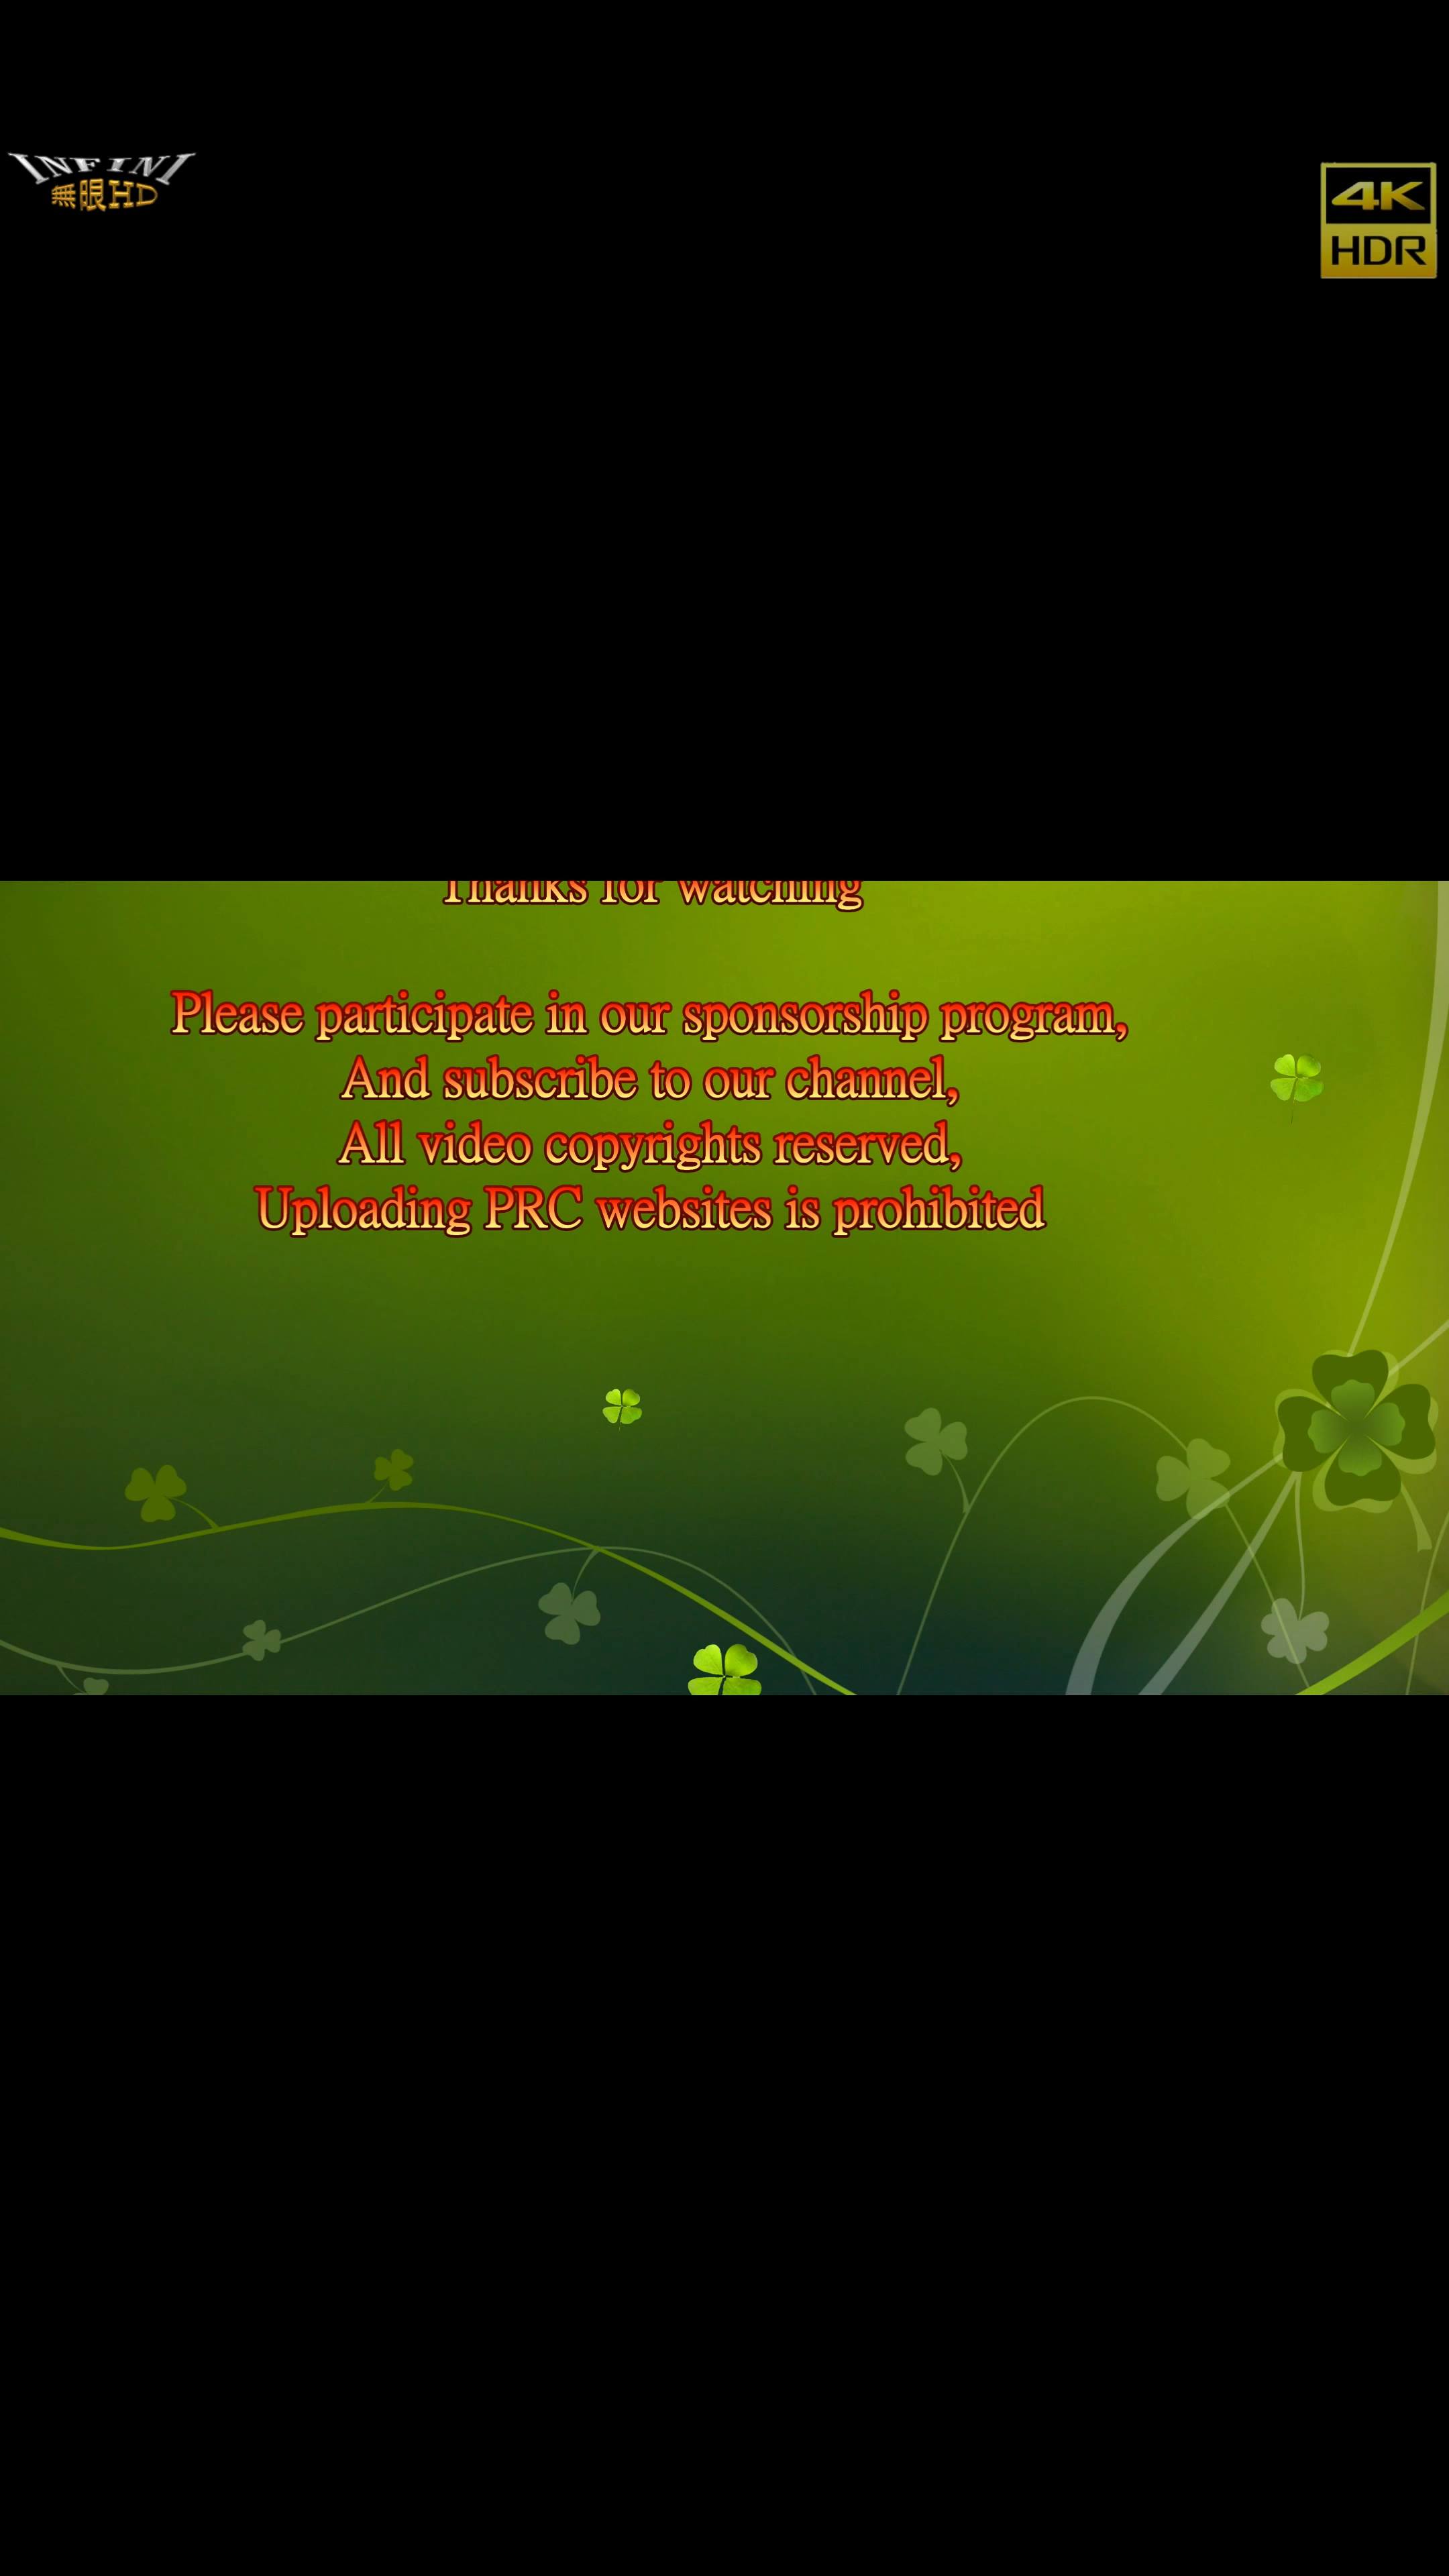 INFINI
無限HD
4K
HDR
Thanks for watching
Please participate in our sponsorship program,
And subscribe to our channel,
All video copyrights reserved,
Uploading PRC websites is prohibited